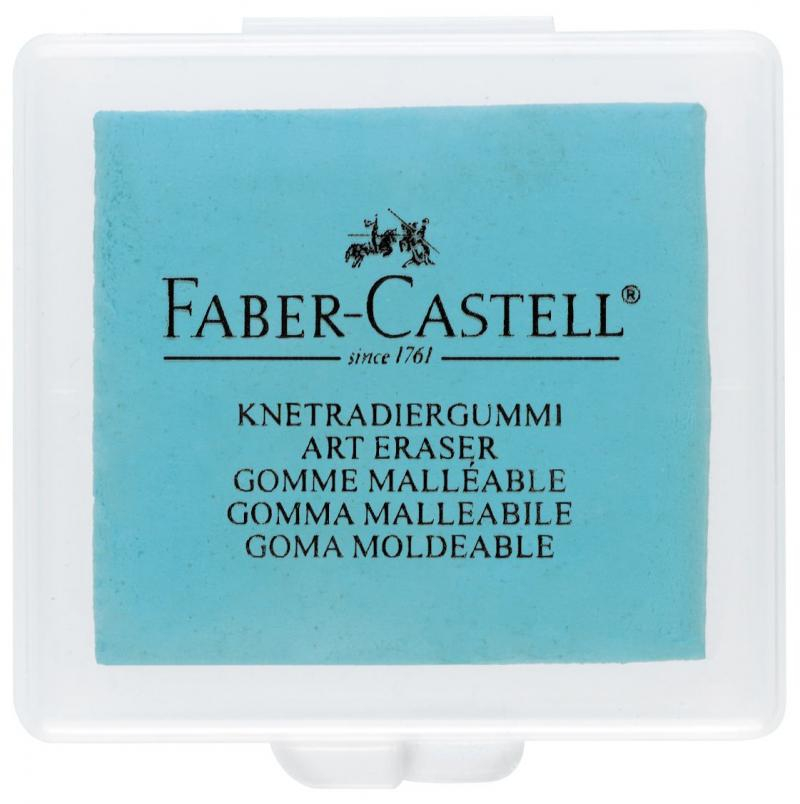 FABER-CASTELL®
since 1761
KNETRADIERGUMMI
ART ERASER
GOMME MALLÉABLE
GOMMA MALLEABILE
GOMA MOLDEABLE